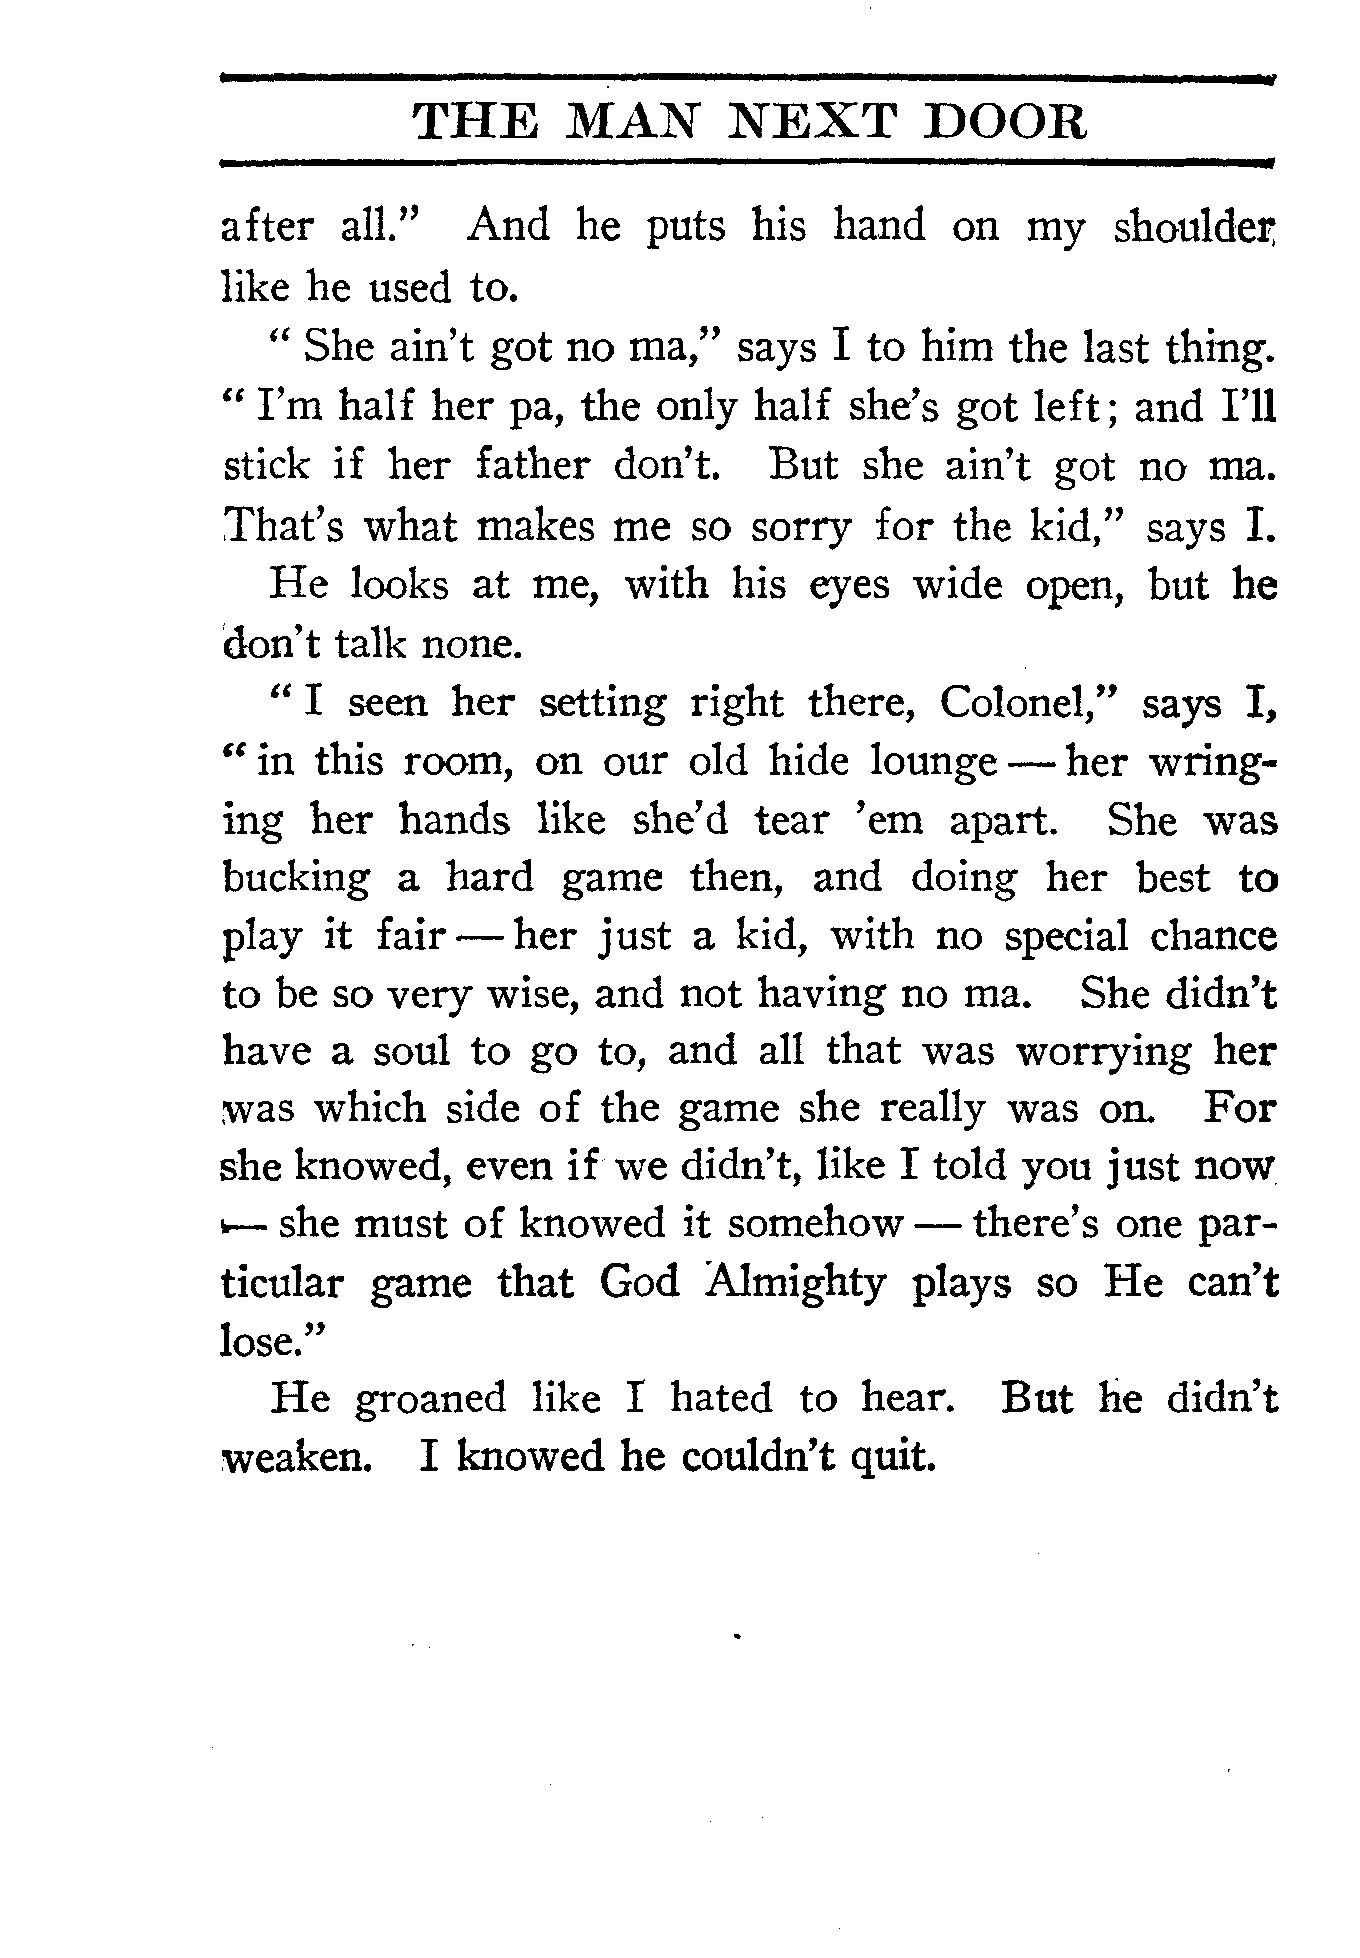 THE MAN NEXT DOOR
after all.” And he puts his hand on my shoulder,
like he used to.
“ She ain’t got no ma,” says I to him the last thing.
“ I’m half her pa, the only half she’s got left; and I’ll
stick if her father don’t. But she ain’t got no ma.
That’s what makes me so sorry for the kid,” says I.
He looks at me, with his eyes wide open, but he
don’t talk none.
“ I seen her setting right there, Colonel,” says I,
“ in this room, on our old hide lounge — her wring-
ing her hands like she’d tear ’em apart. She was
bucking a hard game then, and doing her best to
play it fair — her just a kid, with no special chance
to be so very wise, and not having no ma. She didn’t
have a soul to go to, and all that was worrying her
was which side of the game she really was on. For
she knowed, even if we didn’t, like I told you just now
— she must of knowed it somehow — there’s one par-
ticular game that God Almighty plays so He can’t
lose.”
He groaned like I hated to hear. But he didn’t
weaken. I knowed he couldn’t quit.